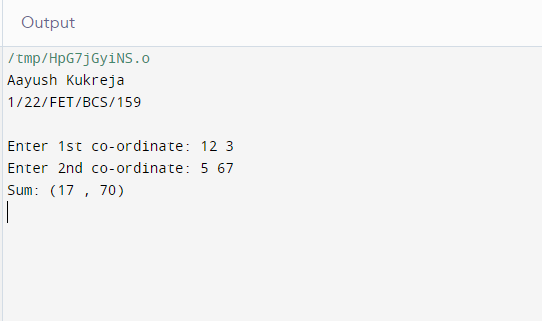 Output
/tmp/HpG7jGyiNS.o
Aayush Kukreja
1/22/FET/BCS/159
Enter 1st co-ordinate: 12 3
Enter 2nd co-ordinate: 5 67
Sum: (17 , 70)